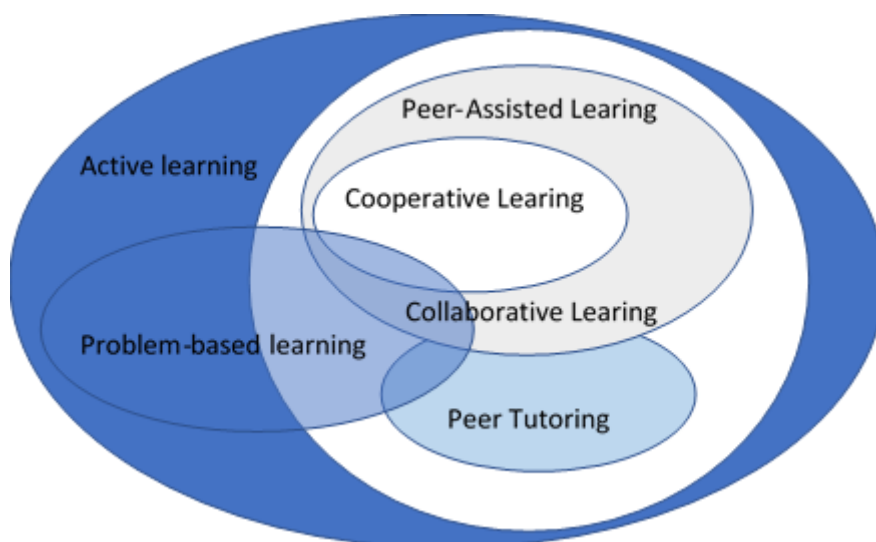 Peer-Assisted Learing
Active learning
Cooperative Learing
Collaborative Learing
Problem-based learning
Peer Tutoring